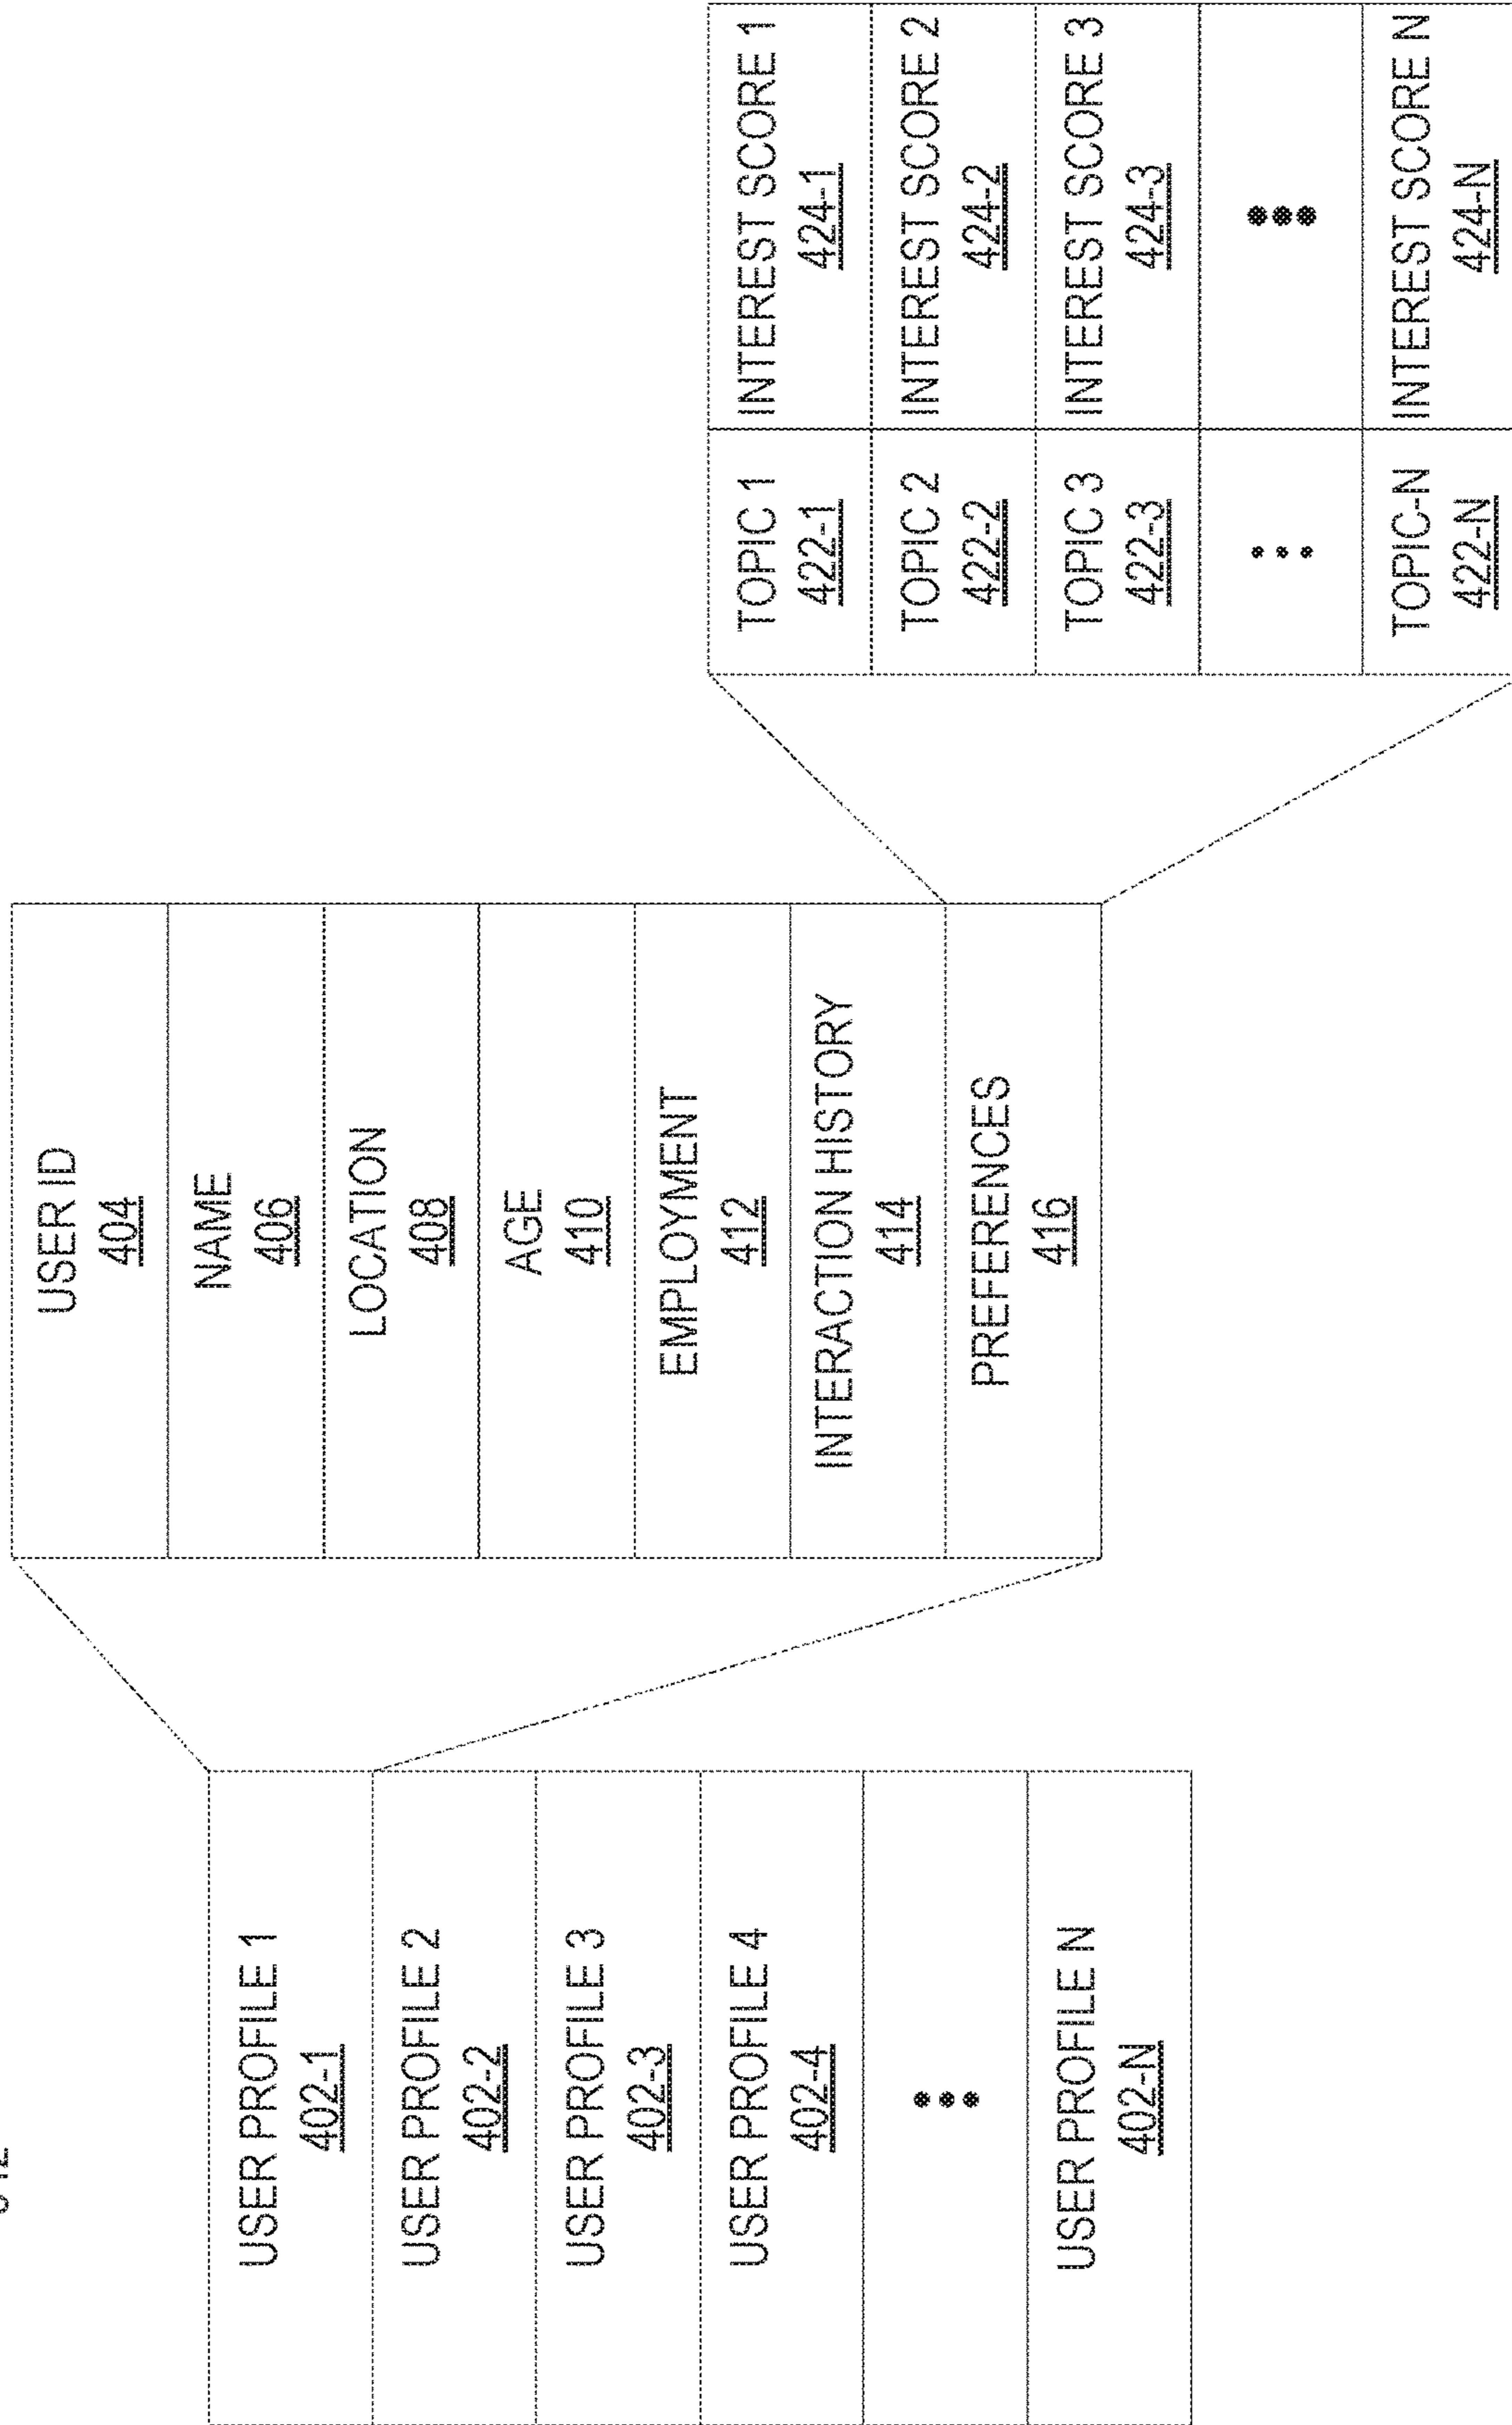 USER PROFILE 1
402-1
USER PROFILE 2
402-2
USER PROFILE 3
402-3
USER PROFILE 4
402-4
USER PROFILE N
402-N
USER ID
404
NAME
406
LOCATION
408
AGE
410
EMPLOYMENT
412
INTERACTION HISTORY
414
PREFERENCES
416
TOPIC 1
422-1
INTEREST SCORE 1
424-1
TOPIC 2
422-2
INTEREST SCORE 2
424-2
TOPIC 3
422-3
INTEREST SCORE 3
424-3
TOPIC-N
422-N
INTEREST SCORE N
424-N